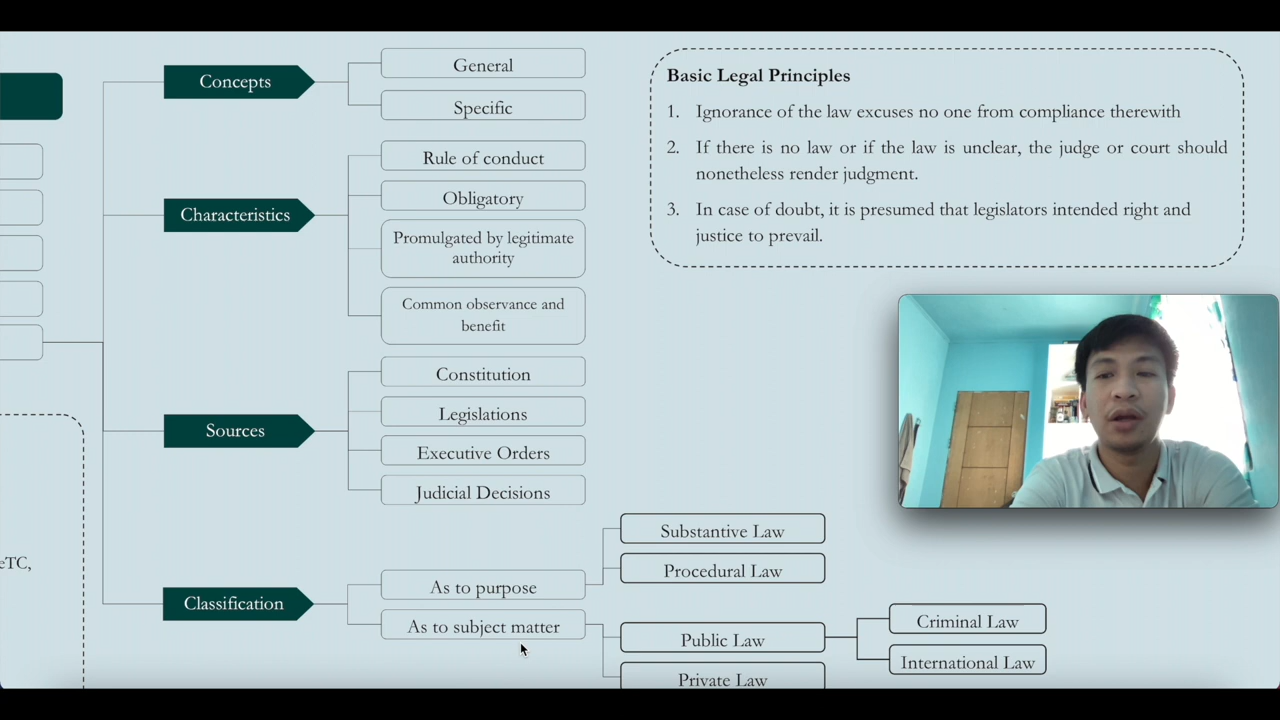 Concepts
General
Specific
Characteristics
Rule of conduct
Obligatory
Promulgated by legitimate
authority
Common observance and
benefit
Sources
Constitution
Legislations
Executive Orders
Judicial Decisions
Classification
As to purpose
As to subject matter
Substantive Law
Procedural Law
Public Law
Private Law
Criminal Law
International Law
Basic Legal Principles
1. Ignorance of the law excuses no one from compliance therewith
2. If there is no law or if the law is unclear, the judge or court should
nonetheless render judgment.
3. In case of doubt, it is presumed that legislators intended right and
justice to prevail.
eTC,